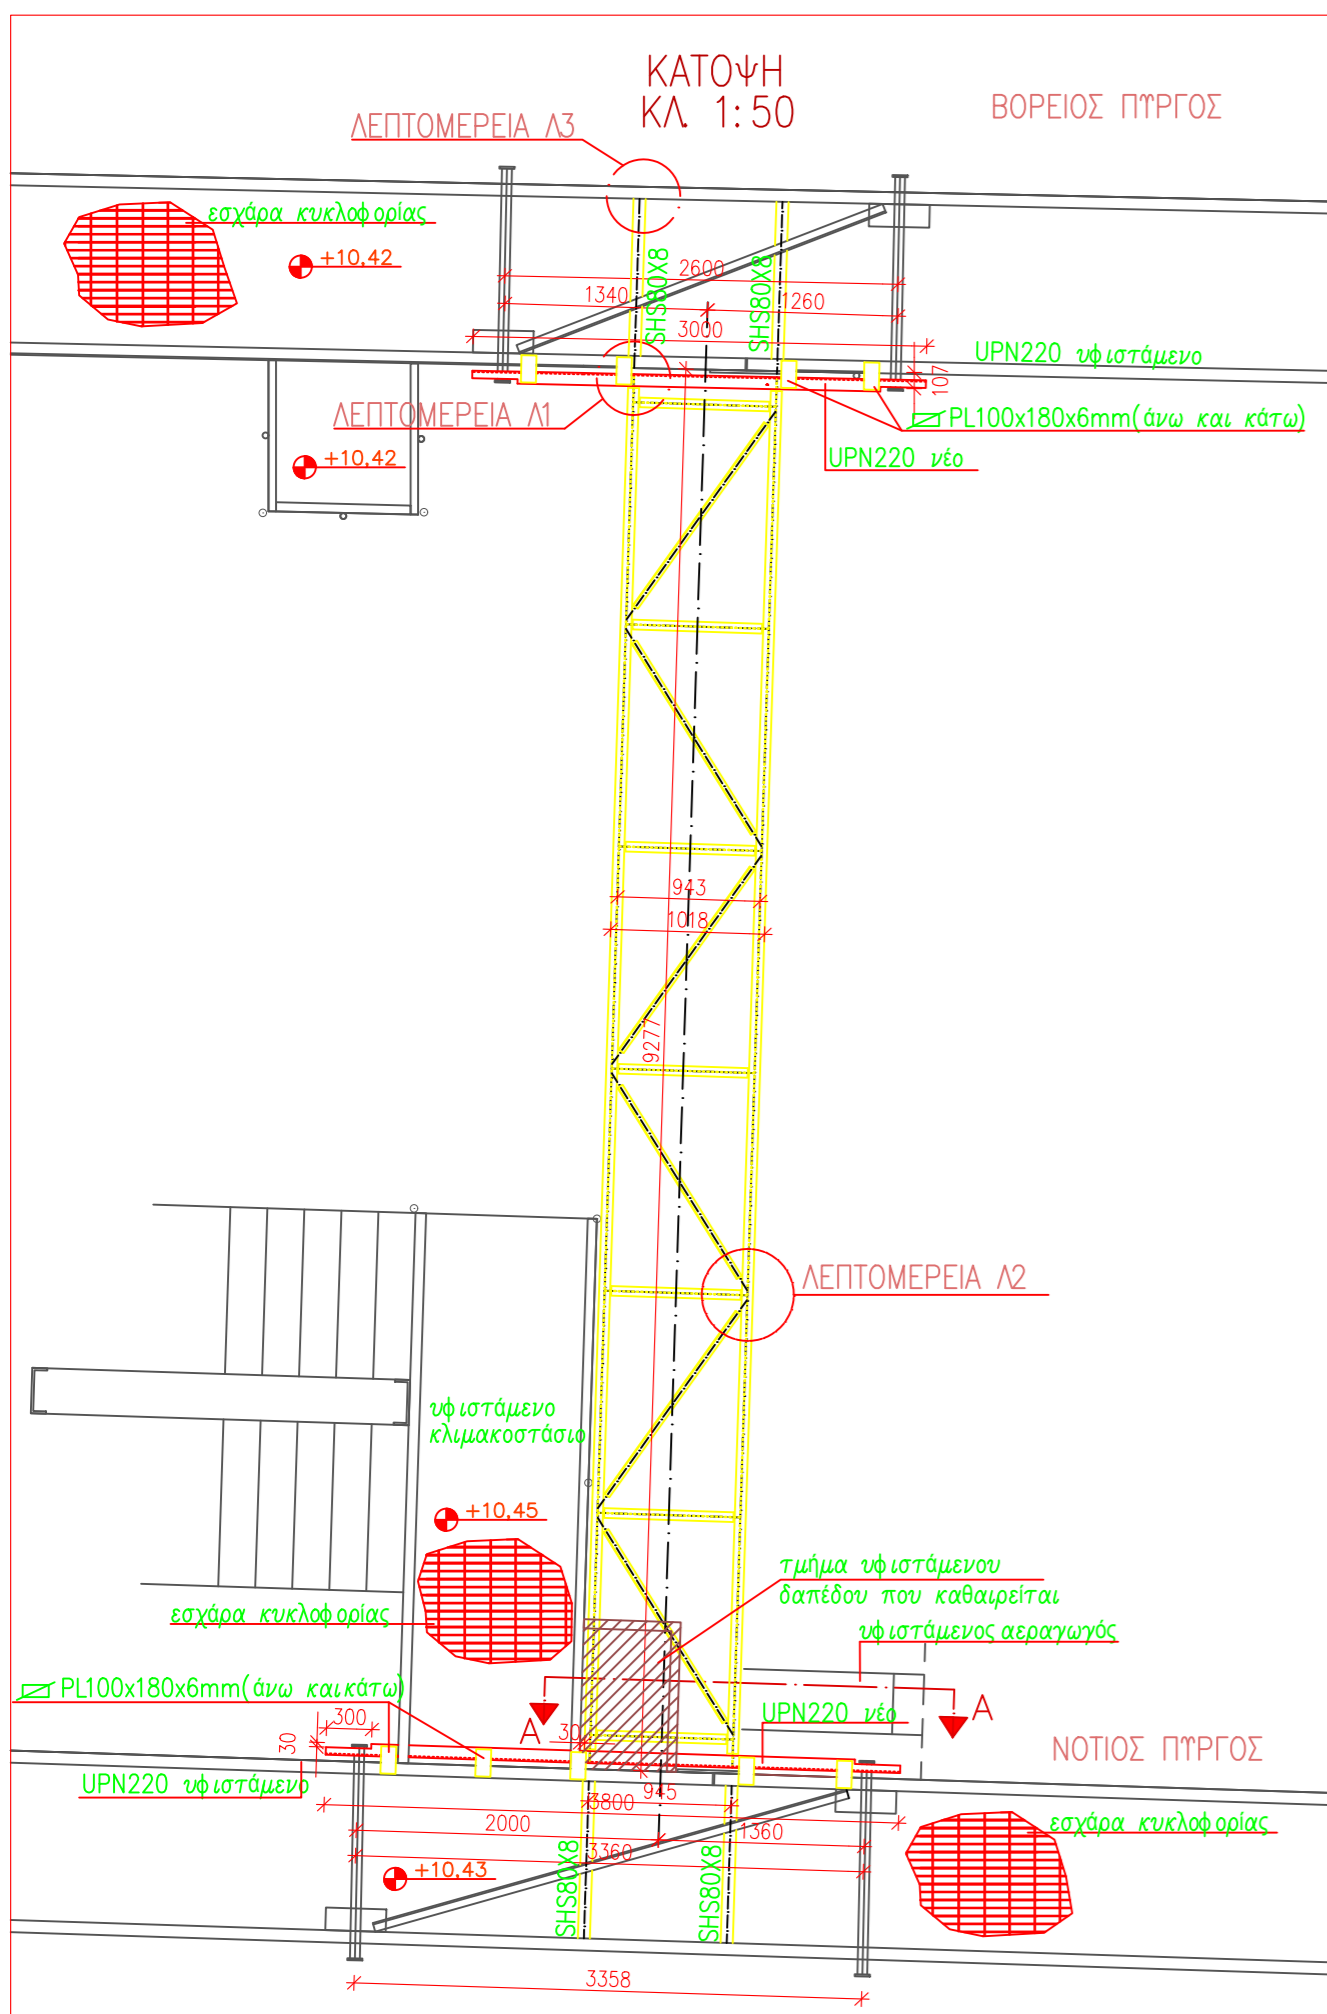 ΚΑΤΟΨΗ
ΚΛ. 1:50
ΒΟΡΕΙΟΣ ΠΥΡΓΟΣ
ΛΕΠΤΟΜΕΡΕΙΑ Λ3
εσχάρα κυκλοφορίας
+10,42
SHS80X8
SHS80X8
2600
1340
1260
3000
UPN220 υφιστάμενο
107
ΛΕΠΤΟΜΕΡΕΙΑ Λ1
PL100x180x6mm(άνω και κάτω)
+10,42
UPN220 νέο
943
1018
9277
ΛΕΠΤΟΜΕΡΕΙΑ Λ2
υφιστάμενο
κλιμακοστάσιο
+10,45
τμήμα υφιστάμενου
δαπέδου που καθαιρείται
εσχάρα κυκλοφορίας
υφιστάμενος αεραγωγός
PL100x180x6mm(άνω και κάτω)
300
30
A
30
UPN220 νέο
A
ΝΟΤΙΟΣ ΠΥΡΓΟΣ
UPN220 υφιστάμενο
945
3800
2000
1360
εσχάρα κυκλοφορίας
3360
+10,43
SHS80X8
SHS80X8
3358